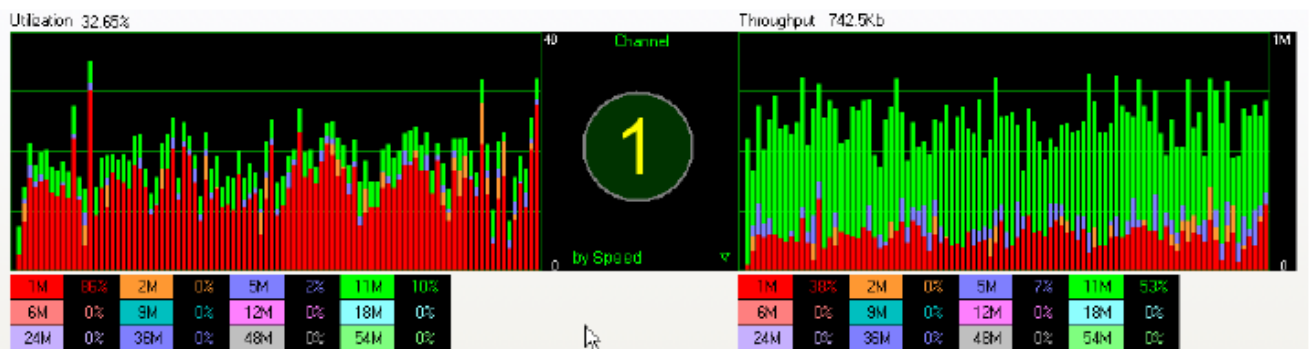 Utilization 32.65%
Throughput 742.5Kb
40
Channel
1M
1
0
by Speed
0
1M 86% 2M 0% 5M 2% 11M 10%
6M 0% 9M 0% 12M 0% 18M 0%
24M 0% 36M 0% 48M 0% 54M 0%
1M 38% 2M 0% 5M 7% 11M 53%
6M 0% 9M 0% 12M 0% 18M 0%
24M 0% 36M 0% 48M 0% 54M 0%